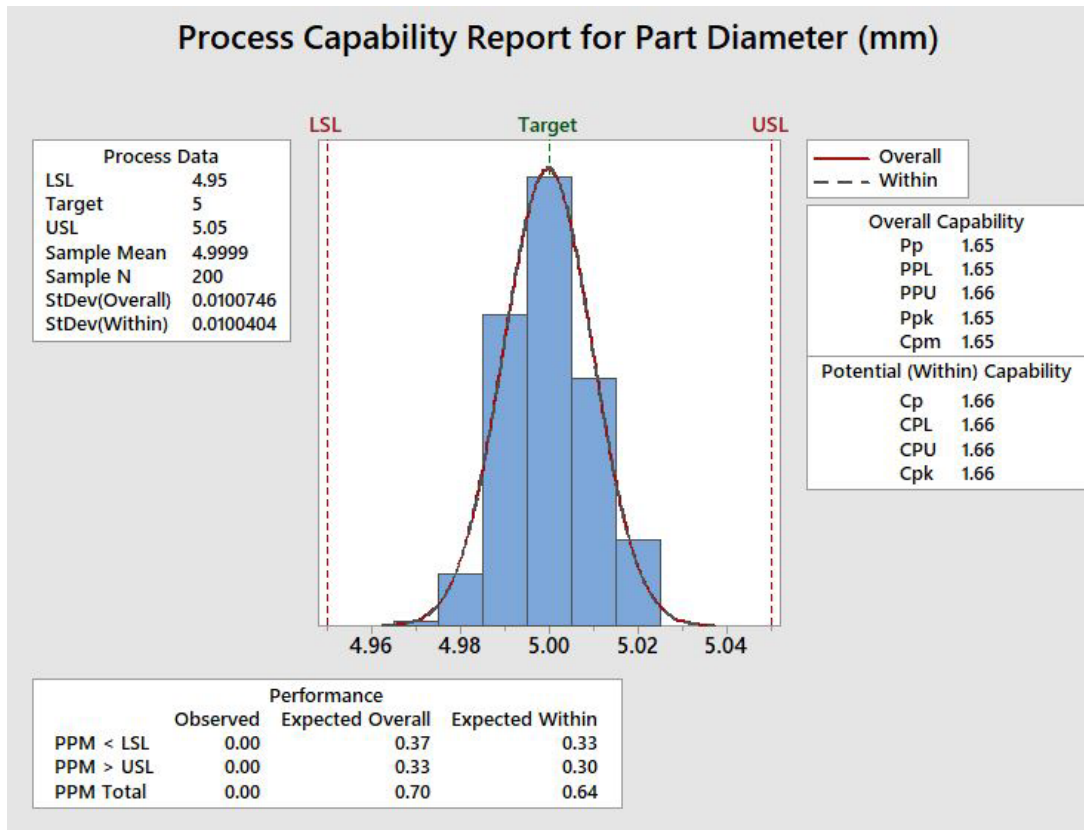 Process Capability Report for Part Diameter (mm)
LSL Target USL
Process Data
LSL 4.95
Target 5
USL 5.05
Sample Mean 4.9999
Sample N 200
StDev(Overall) 0.0100746
StDev(Within) 0.0100404
Overall
Within
Overall Capability
Pp 1.65
PPL 1.65
PPU 1.66
Ppk 1.65
Cpm 1.65
Potential (Within) Capability
Cp 1.66
CPL 1.66
CPU 1.66
Cpk 1.66
4.96 4.98 5.00 5.02 5.04
Performance
Observed Expected Overall Expected Within
PPM < LSL 0.00 0.37 0.33
PPM > USL 0.00 0.33 0.30
PPM Total 0.00 0.70 0.64